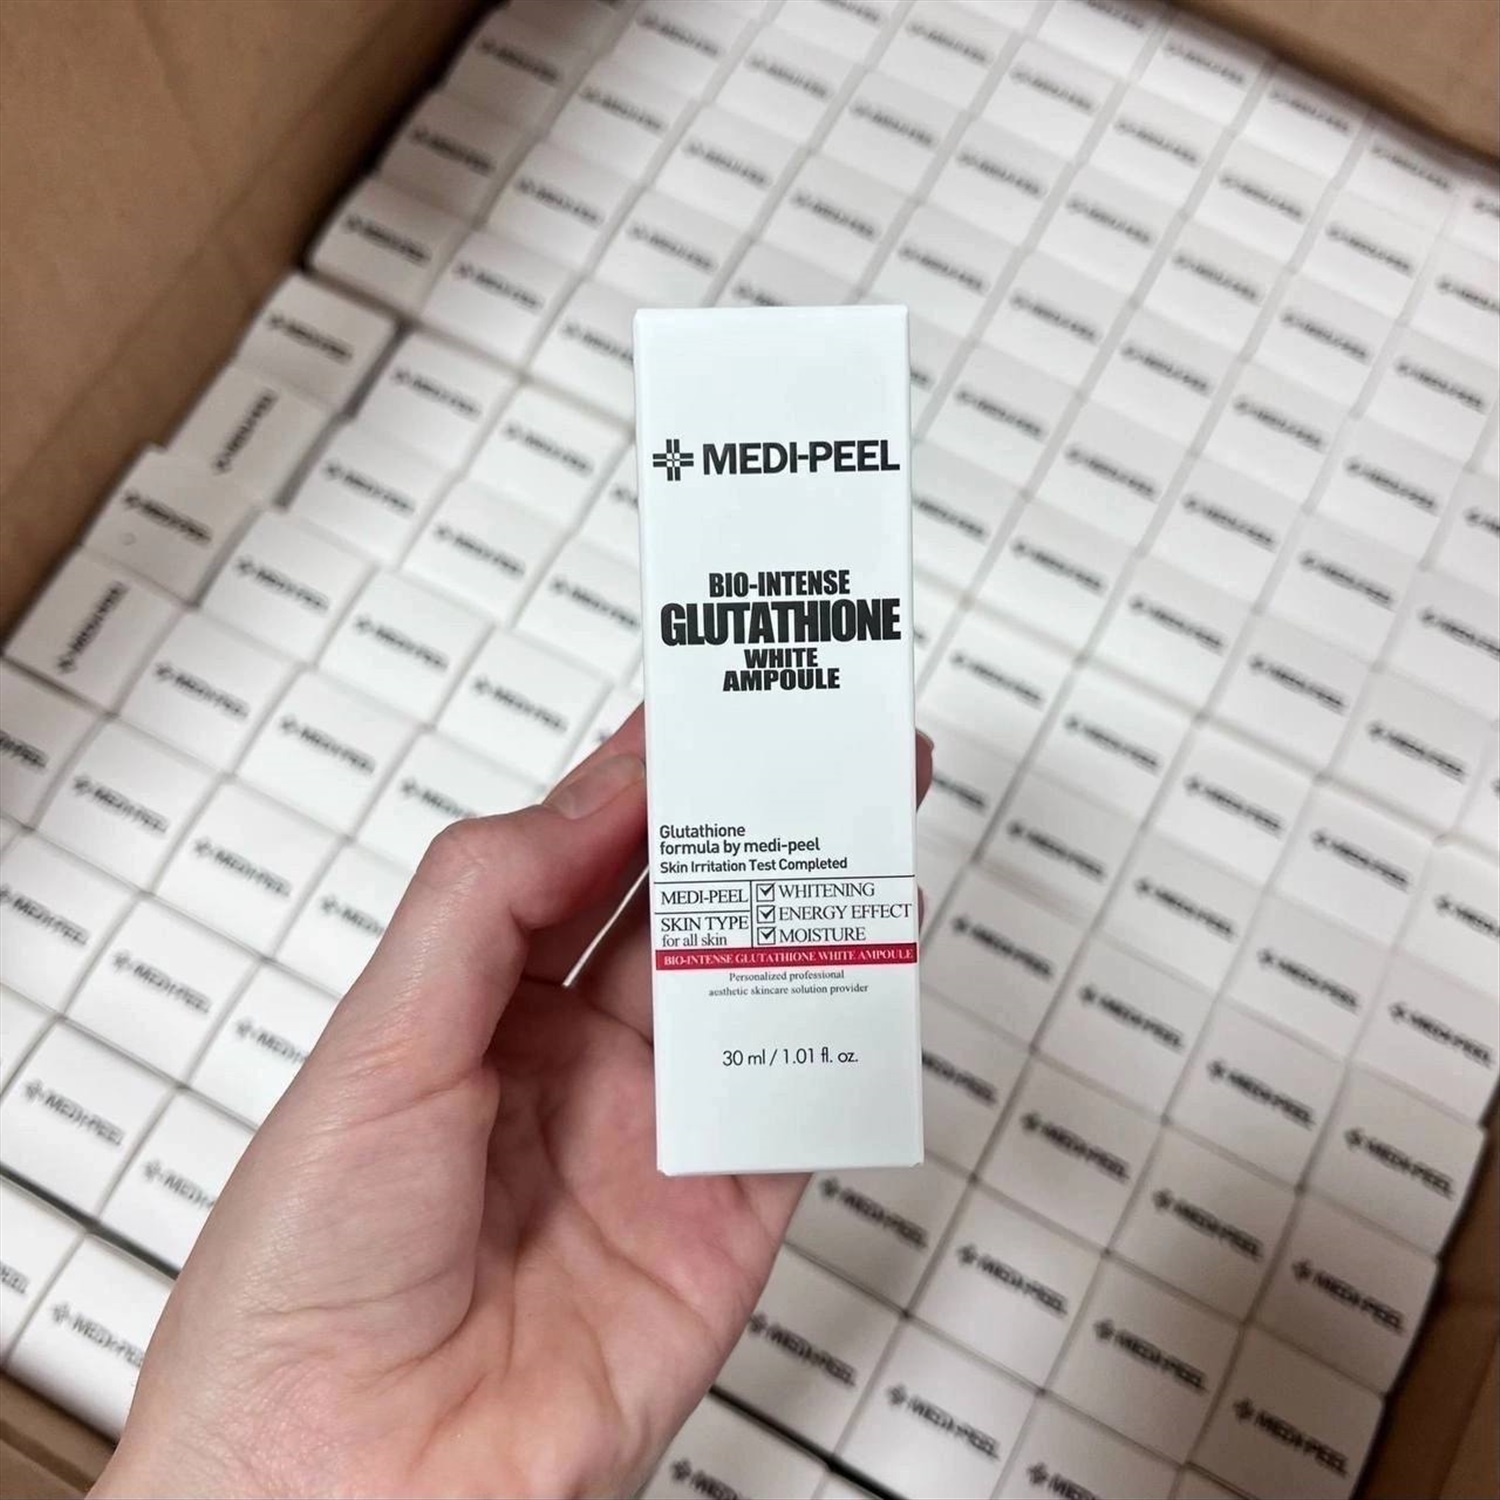 MEDI-PEEL
BIO-INTENSE
GLUTATHIONE
WHITE
AMPOULE
Glutathione
formula by medi-peel
Skin Irritation Test Completed
MEDI-PEEL
SKIN TYPE
for all skin
WHITENING
ENERGY EFFECT
MOISTURE
BIO-INTENSE GLUTATHIONE WHITE AMPOULE
Personalized professional
aesthetic skincare solution provider
30 ml / 1.01 fl. oz.